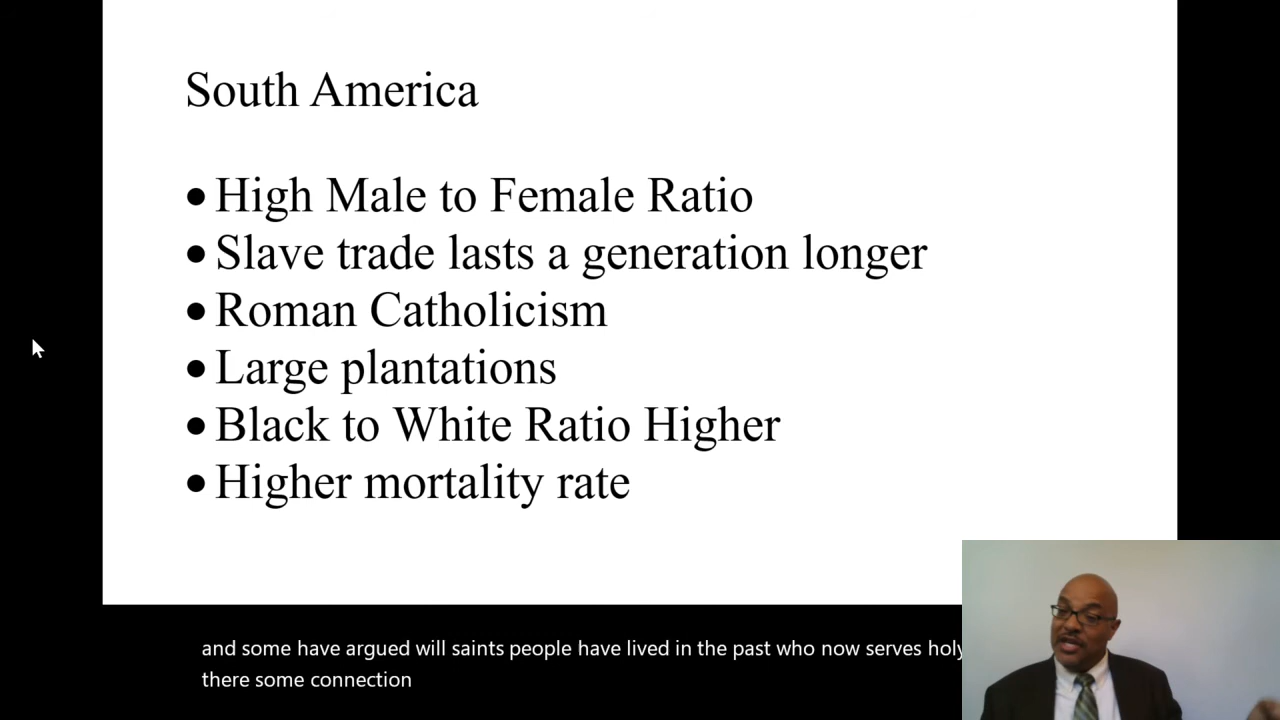 South America
• High Male to Female Ratio
• Slave trade lasts a generation longer
• Roman Catholicism
• Large plantations
• Black to White Ratio Higher
• Higher mortality rate
and some have argued will saints people have lived in the past who now serves holy
there some connection